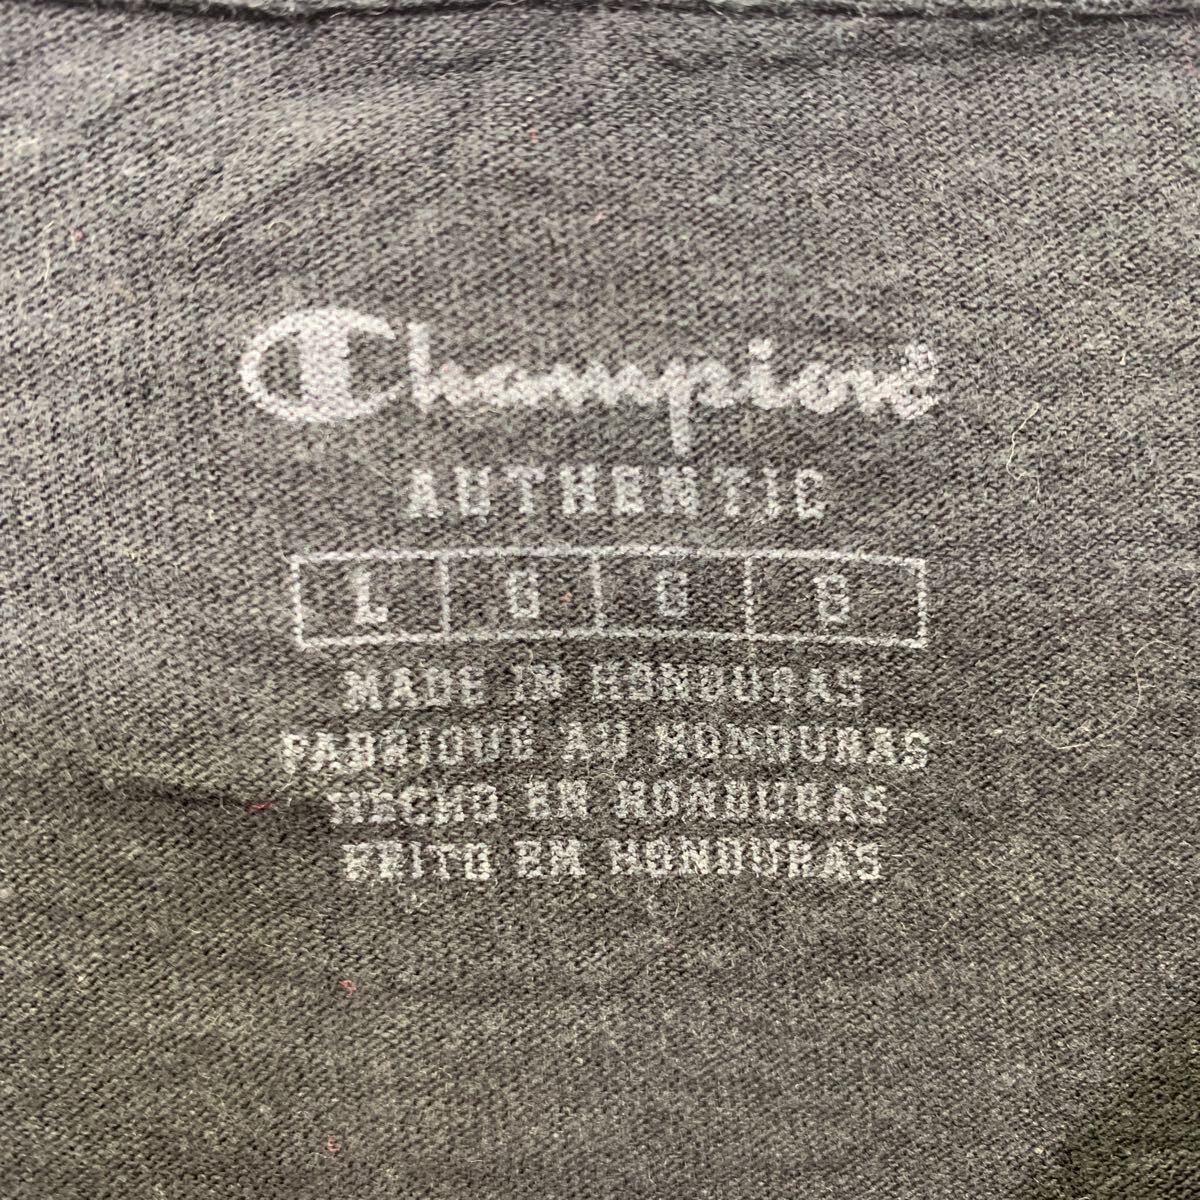 Champion®
AUTHENTIC
L G G G
MADE IN HONDURAS
FABRIQUÉ AU HONDURAS
HECHO EN HONDURAS
FEITO EM HONDURAS